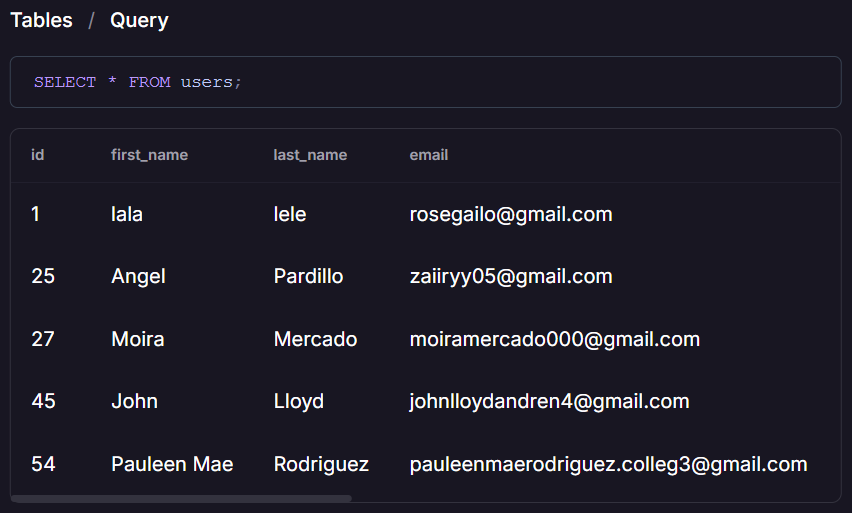 Tables / Query
SELECT * FROM users;
id first_name last_name email
1 lala lele rosegailo@gmail.com
25 Angel Pardillo zaiiryy05@gmail.com
27 Moira Mercado moiramercado000@gmail.com
45 John Lloyd johnlloydandren4@gmail.com
54 Pauleen Mae Rodriguez pauleenmaerodriguez.colleg3@gmail.com